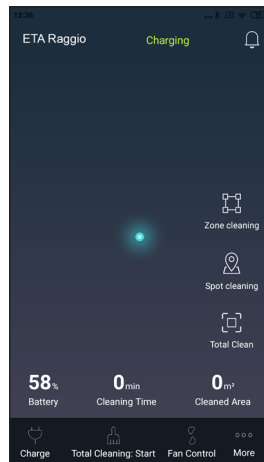 12:36
ETA Raggio
Charging
Zone cleaning
Spot cleaning
Total Clean
58% 0min 0m²
Battery Cleaning Time Cleaned Area
Charge Total Cleaning: Start Fan Control More